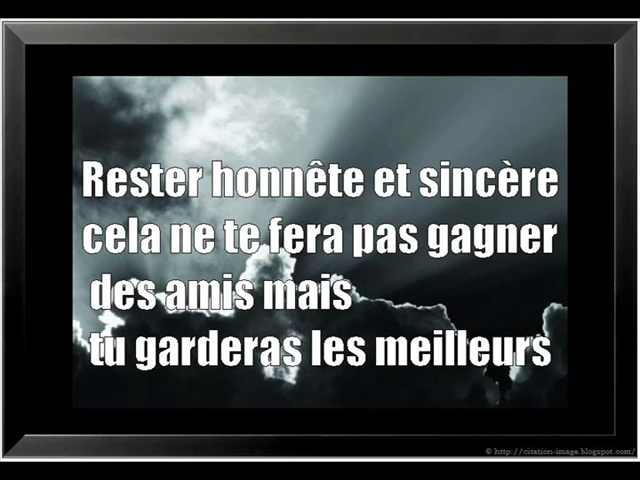 Rester honnête et sincère
cela ne te fera pas gagner
des amis mais
tu garderas les meilleurs
© http://citation-image.blogspot.com/